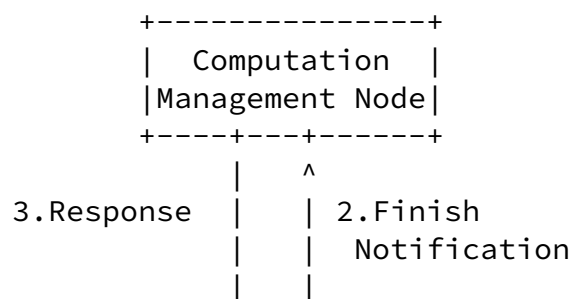 Computation
Management Node
3.Response
2.Finish
Notification